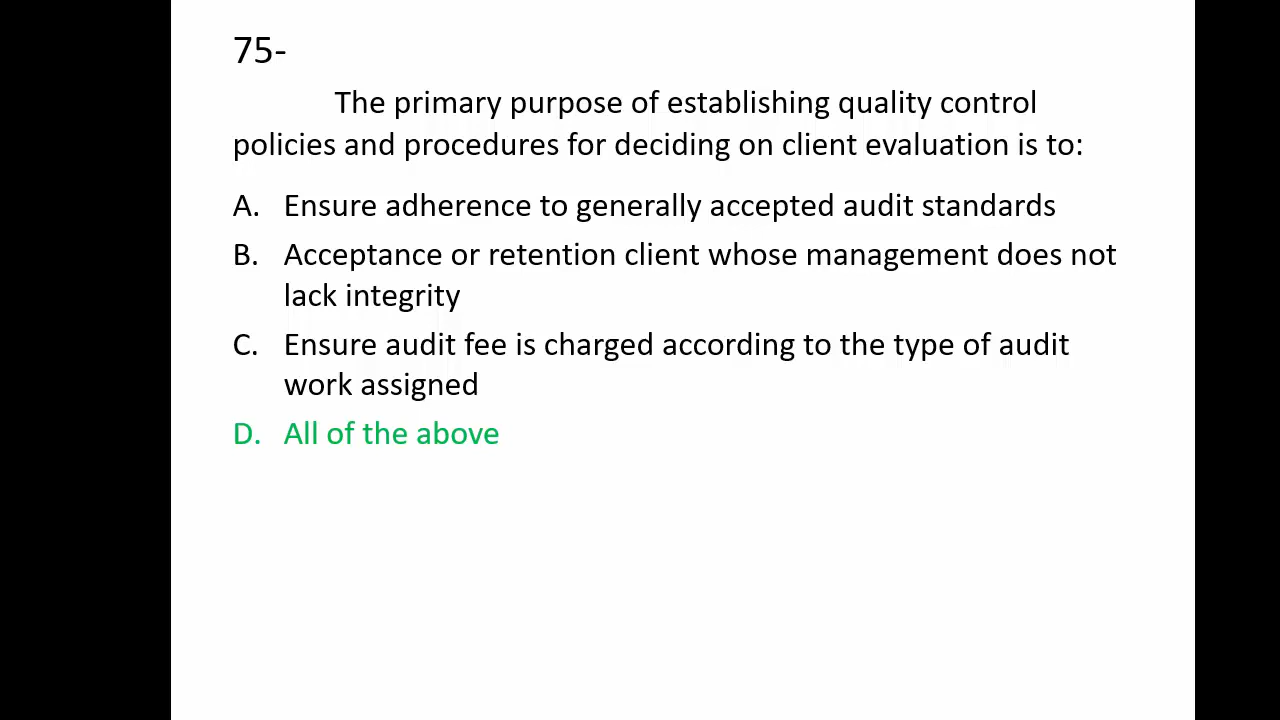 75-
The primary purpose of establishing quality control
policies and procedures for deciding on client evaluation is to:
A. Ensure adherence to generally accepted audit standards
B. Acceptance or retention client whose management does not
lack integrity
C. Ensure audit fee is charged according to the type of audit
work assigned
D. All of the above